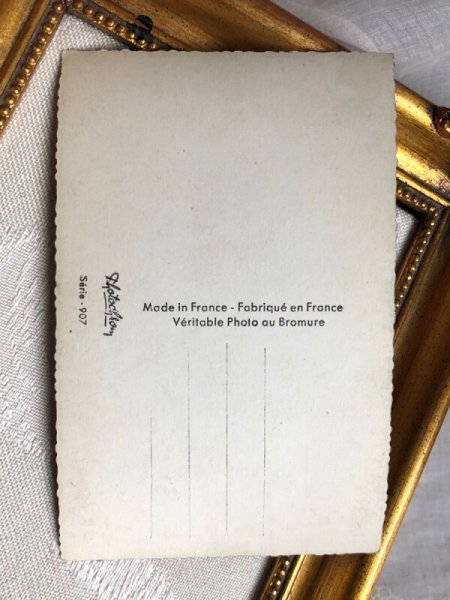 Made in France - Fabriqué en France
Véritable Photo au Bromure
Série - 907